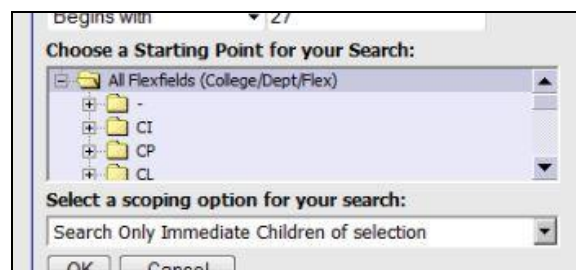 Begins with 27
Choose a Starting Point for your Search:
All Flexfields (College/Dept/Flex)
-
CI
CP
CL
Select a scoping option for your search:
Search Only Immediate Children of selection
OK Cancel